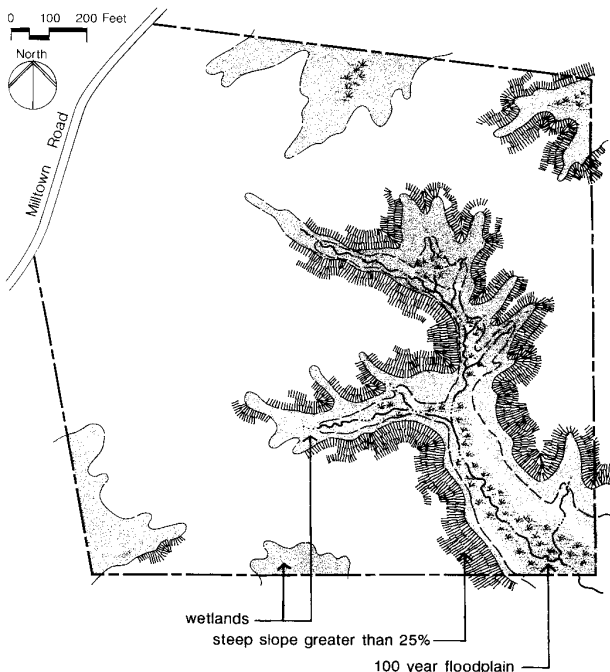 0 100 200 Feet
North
Milltown Road
wetlands
steep slope greater than 25%
100 year floodplain